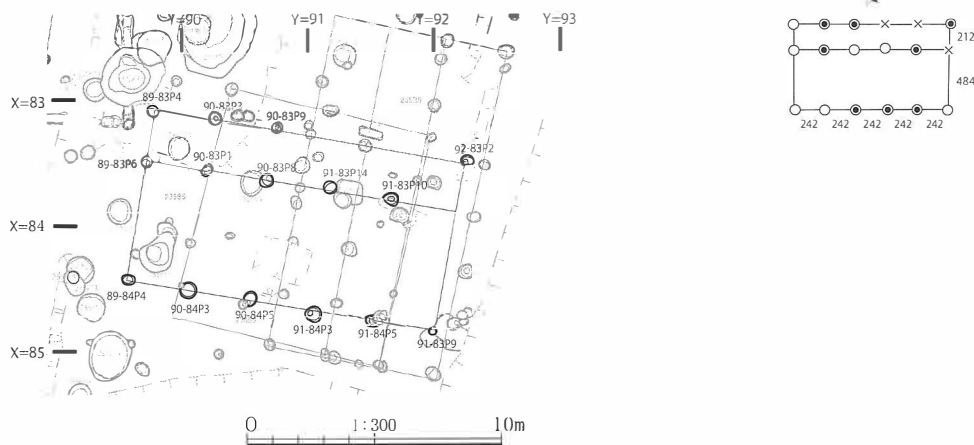 Y=90 Y=91 Y=92 Y=93
X=83
89-83P4
90-83P3
90-83P9
92-83P2
89-83P6
90-83P1
90-83P8
91-83P14
91-83P10
X=84
89-84P4
90-84P3
90-84P5
91-84P3
91-84P5
91-83P9
X=85
0 1:300 10m
212
484
242 242 242 242 242